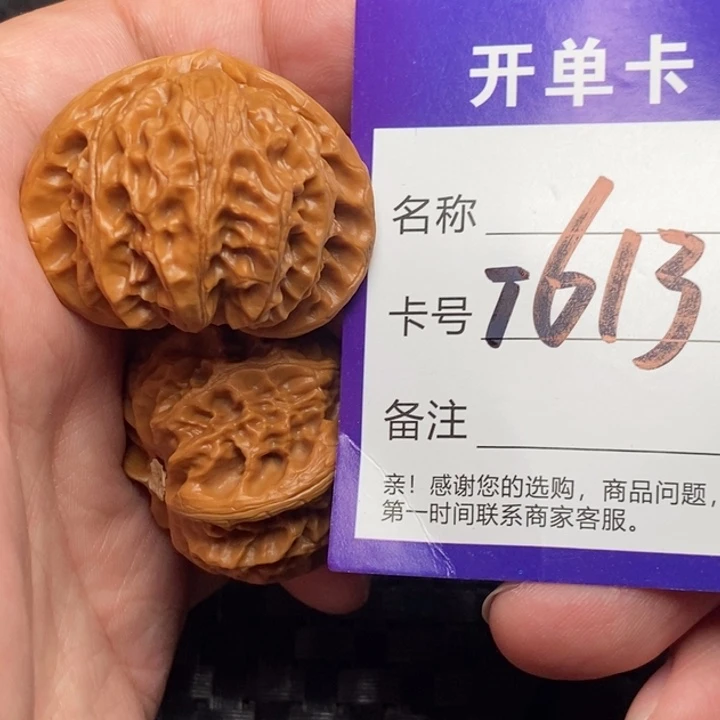 开单卡
名称
卡号 T613
备注
亲！感谢您的选购，商品问题，
第一时间联系商家客服。